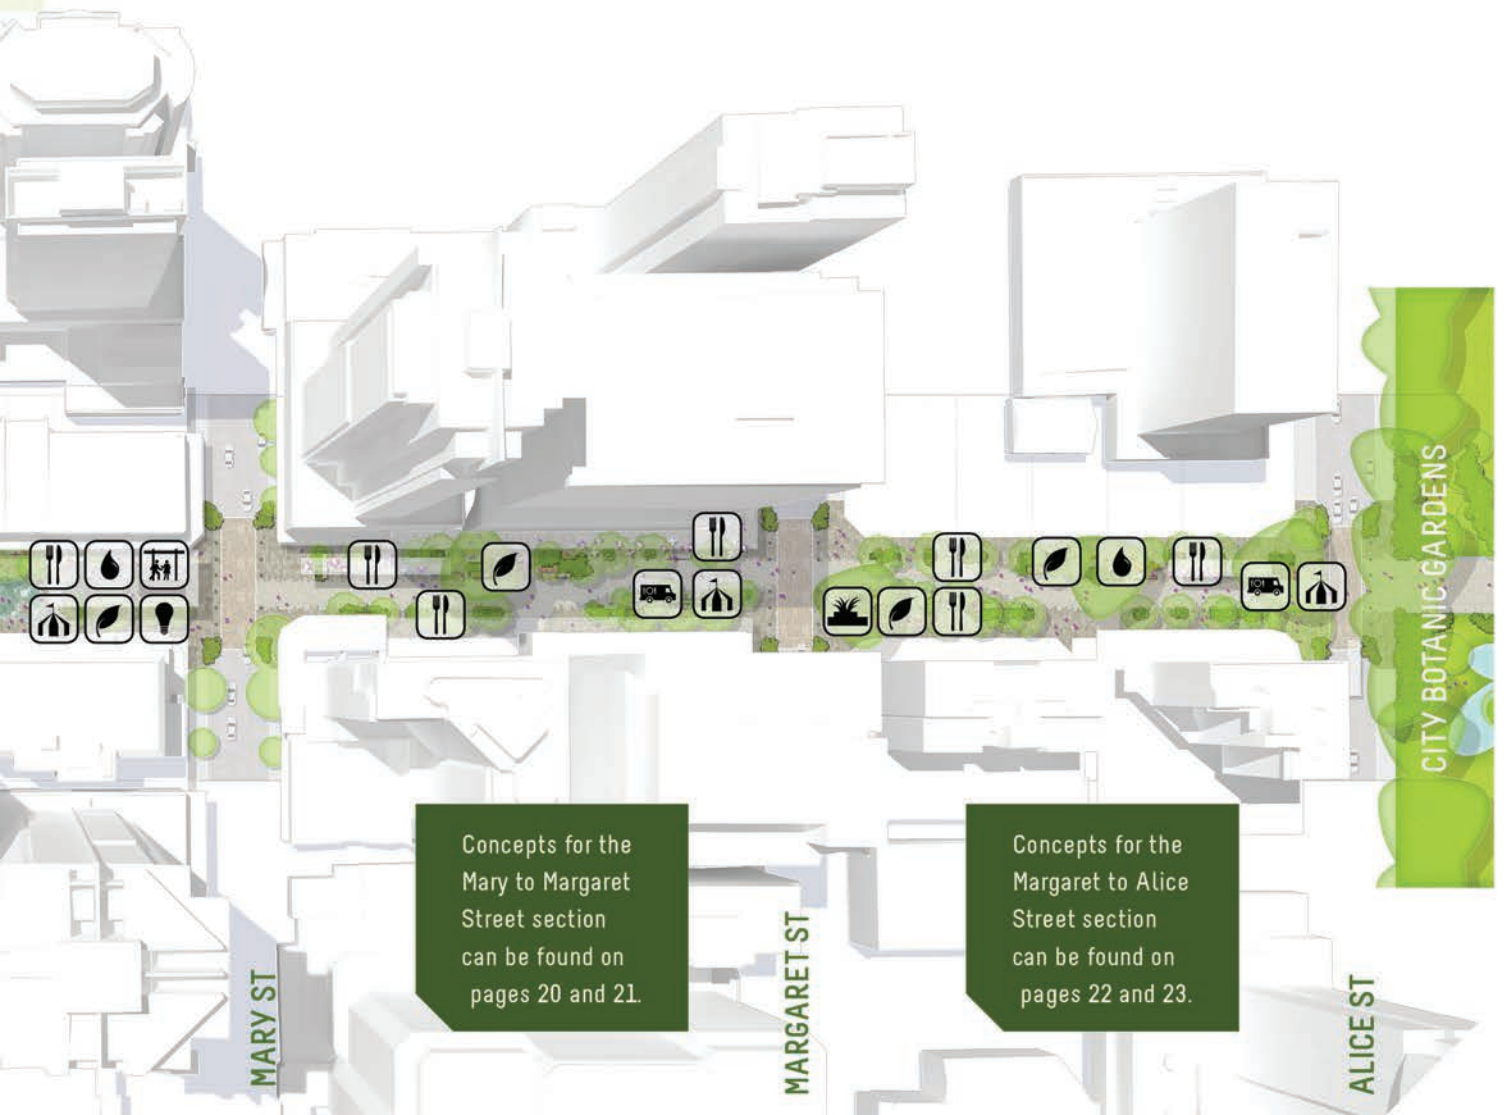 CITY BOTANIC GARDENS
Concepts for the
Mary to Margaret
Street section
can be found on
pages 20 and 21.
Concepts for the
Margaret to Alice
Street section
can be found on
pages 22 and 23.
MARY ST
MARGARET ST
ALICE ST